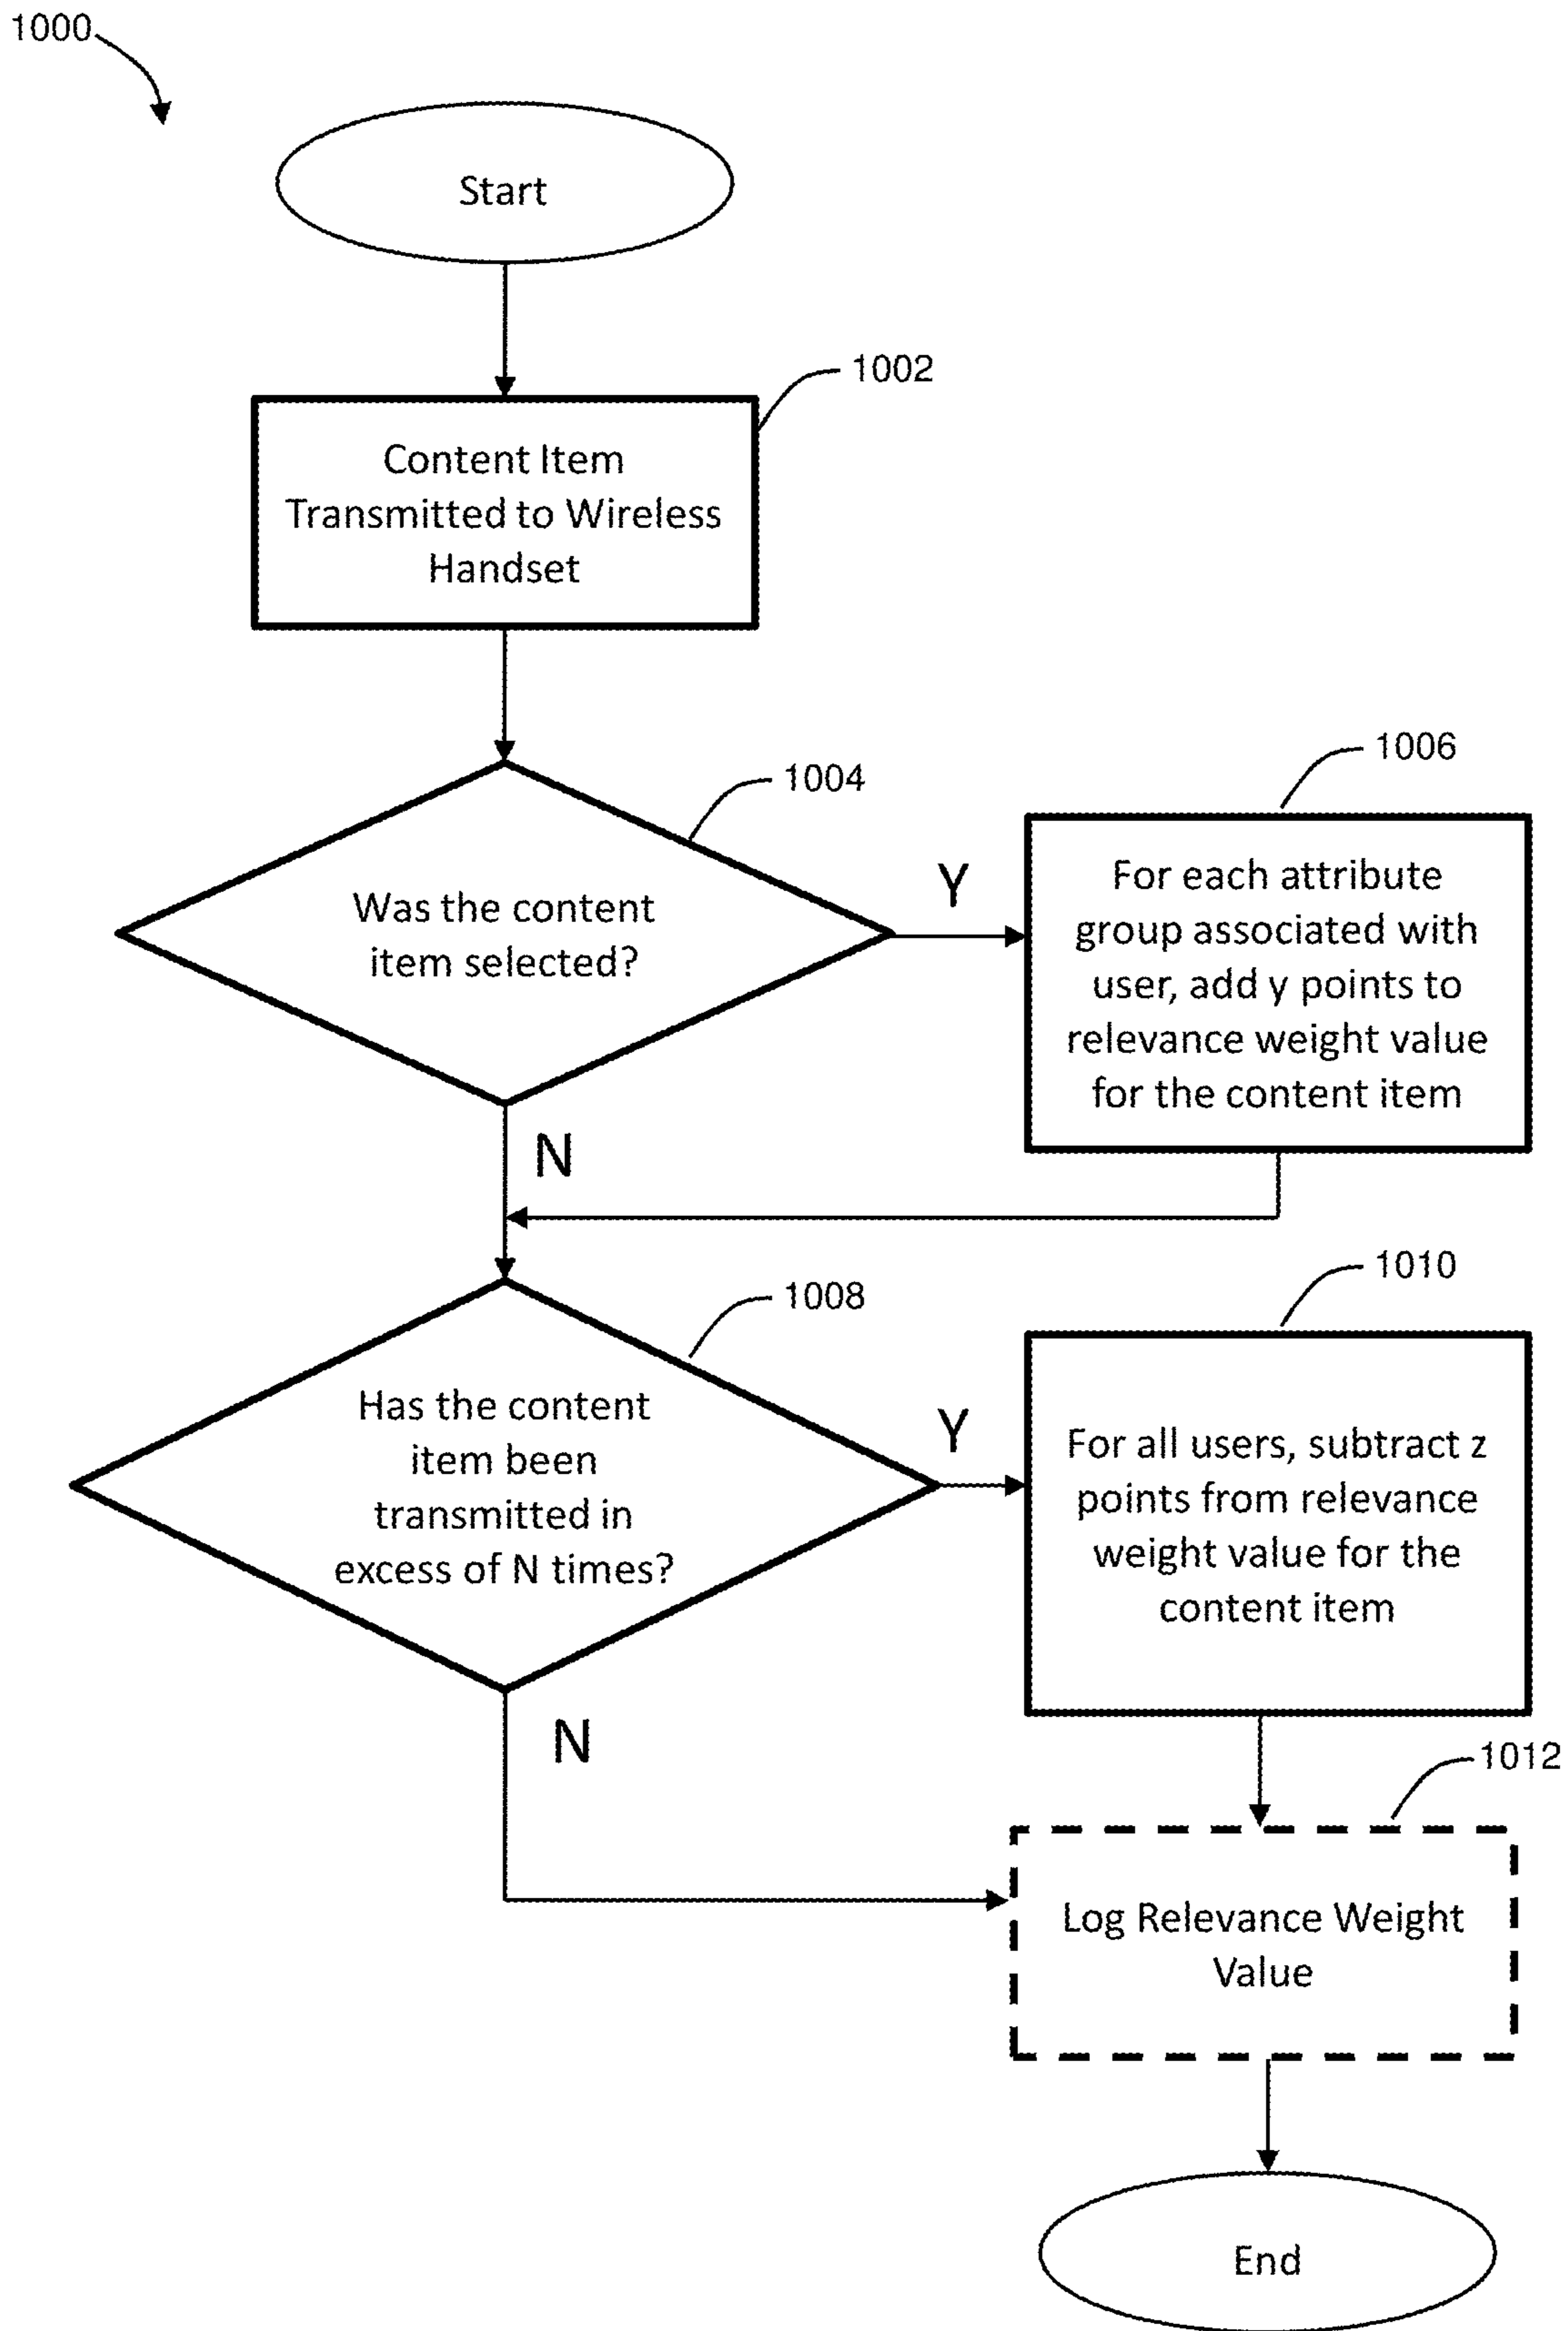 1000
Start
1002
Content Item
Transmitted to Wireless
Handset
1004
Was the content
item selected?
Y
1006
For each attribute
group associated with
user, add y points to
relevance weight value
for the content item
N
1008
Has the content
item been
transmitted in
excess of N times?
Y
1010
For all users, subtract z
points from relevance
weight value for the
content item
N
1012
Log Relevance Weight
Value
End